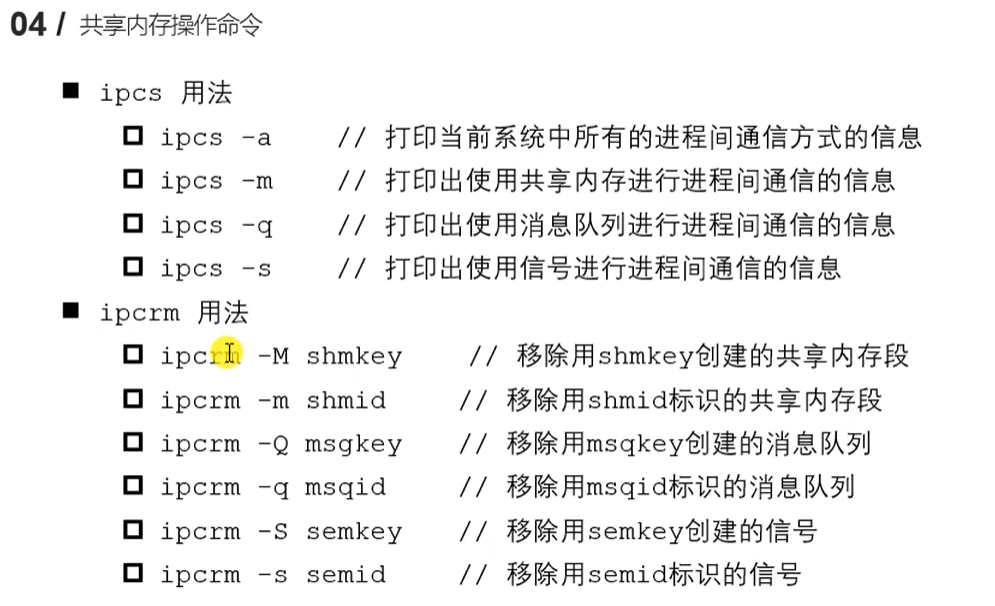 04 / 共享内存操作命令
ipcs 用法
ipcs -a // 打印当前系统中所有的进程间通信方式的信息
ipcs -m // 打印出使用共享内存进行进程间通信的信息
ipcs -q // 打印出使用消息队列进行进程间通信的信息
ipcs -s // 打印出使用信号进行进程间通信的信息
ipcrm 用法
ipcrm -M shmkey // 移除用shmkey创建的共享内存段
ipcrm -m shmid // 移除用shmid标识的共享内存段
ipcrm -Q msgkey // 移除用msqkey创建的消息队列
ipcrm -q msqid // 移除用msqid标识的消息队列
ipcrm -S semkey // 移除用semkey创建的信号
ipcrm -s semid // 移除用semid标识的信号